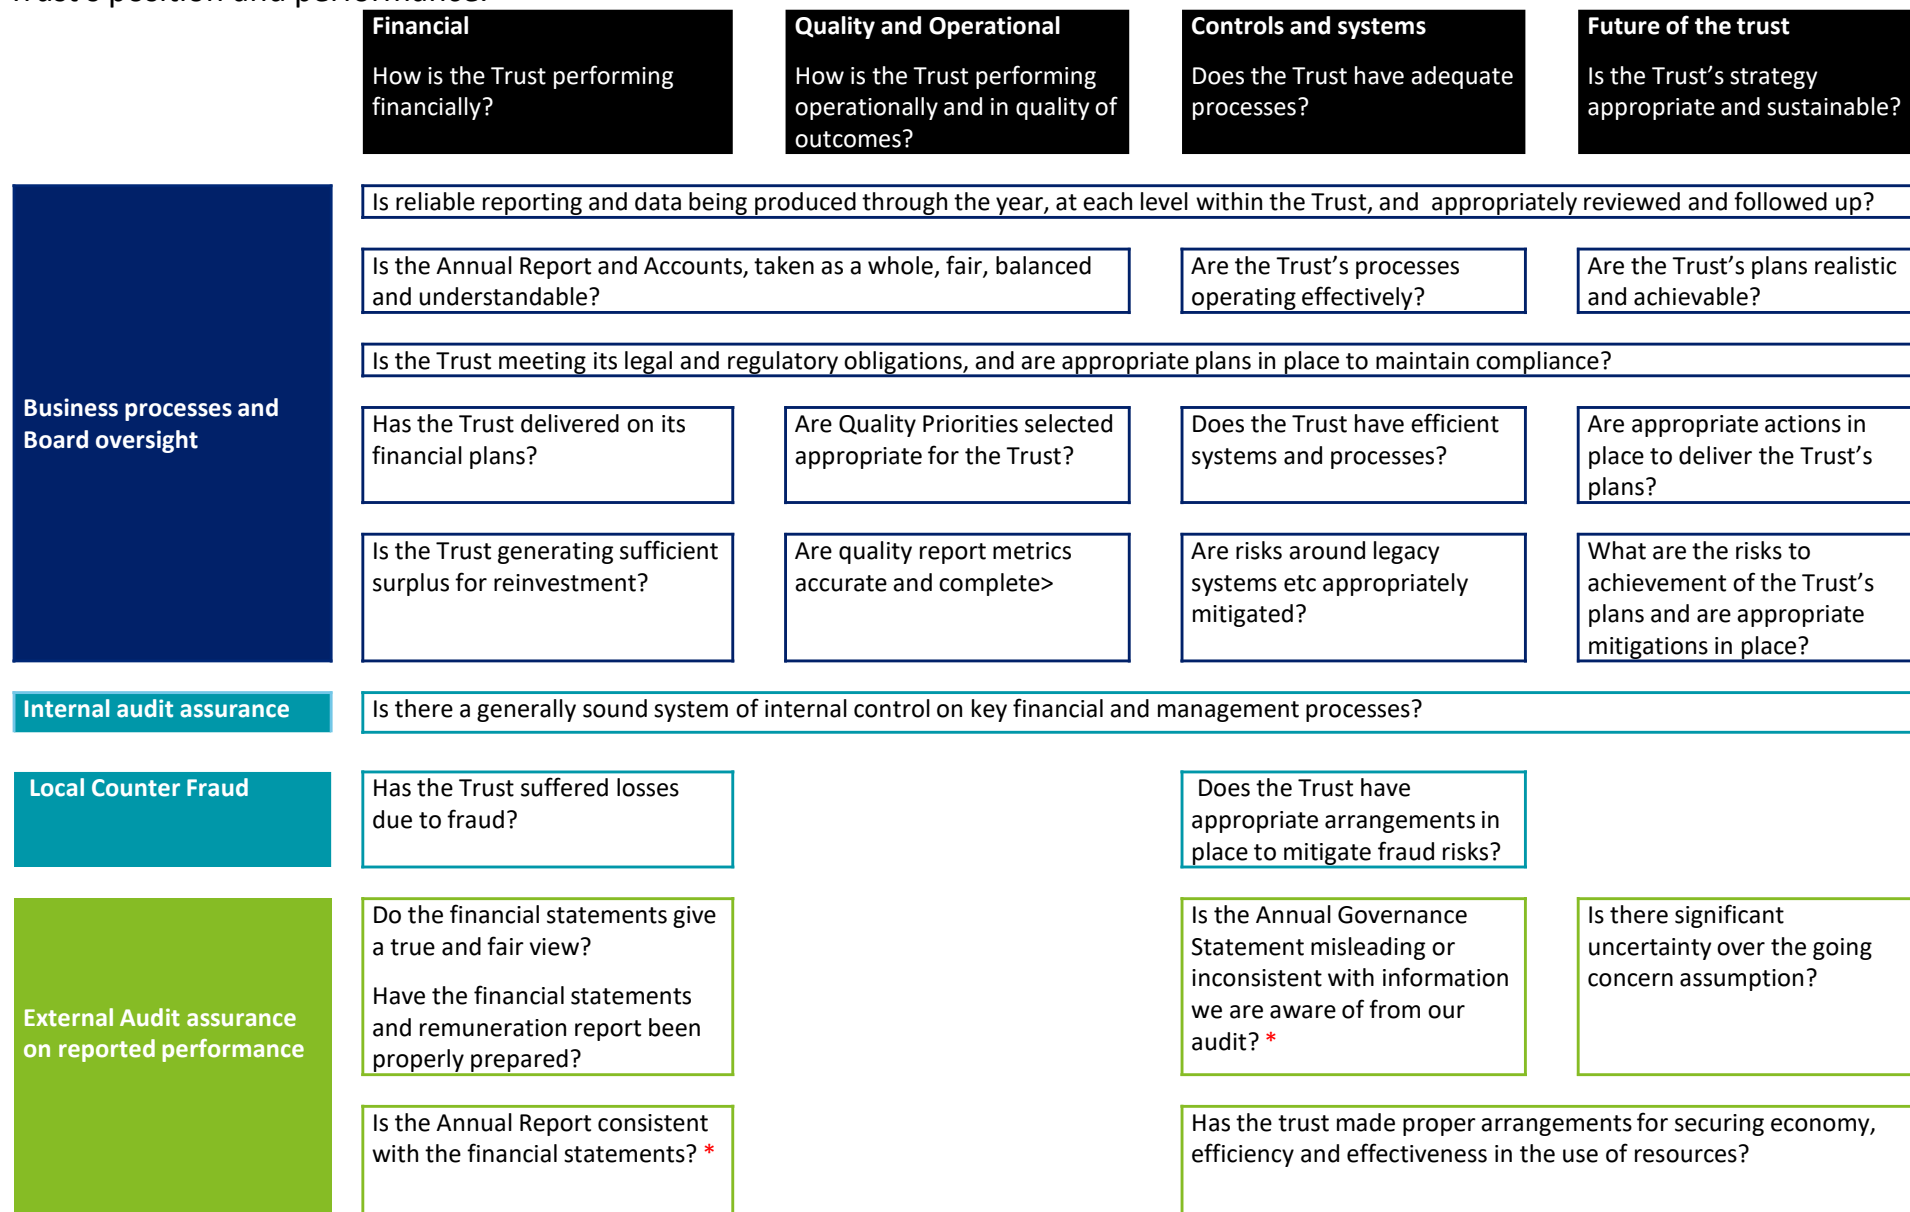 Trust's position and performance.
Financial
How is the Trust performing
financially?
Quality and Operational
How is the Trust performing
operationally and in quality of
outcomes?
Controls and systems
Does the Trust have adequate
processes?
Future of the trust
Is the Trust's strategy
appropriate and sustainable?
Business processes and
Board oversight
Is reliable reporting and data being produced through the year, at each level within the Trust, and appropriately reviewed and followed up?
Is the Annual Report and Accounts, taken as a whole, fair, balanced
and understandable?
Are the Trust's processes
operating effectively?
Are the Trust's plans realistic
and achievable?
Is the Trust meeting its legal and regulatory obligations, and are appropriate plans in place to maintain compliance?
Has the Trust delivered on its
financial plans?
Are Quality Priorities selected
appropriate for the Trust?
Does the Trust have efficient
systems and processes?
Are appropriate actions in
place to deliver the Trust's
plans?
Is the Trust generating sufficient
surplus for reinvestment?
Are quality report metrics
accurate and complete>
Are risks around legacy
systems etc appropriately
mitigated?
What are the risks to
achievement of the Trust's
plans and are appropriate
mitigations in place?
Internal audit assurance
Is there a generally sound system of internal control on key financial and management processes?
Local Counter Fraud
Has the Trust suffered losses
due to fraud?
Does the Trust have
appropriate arrangements in
place to mitigate fraud risks?
External Audit assurance
on reported performance
Do the financial statements give
a true and fair view?
Have the financial statements
and remuneration report been
properly prepared?
Is the Annual Governance
Statement misleading or
inconsistent with information
we are aware of from our
audit? *
Is there significant
uncertainty over the going
concern assumption?
Is the Annual Report consistent
with the financial statements? *
Has the trust made proper arrangements for securing economy,
efficiency and effectiveness in the use of resources?